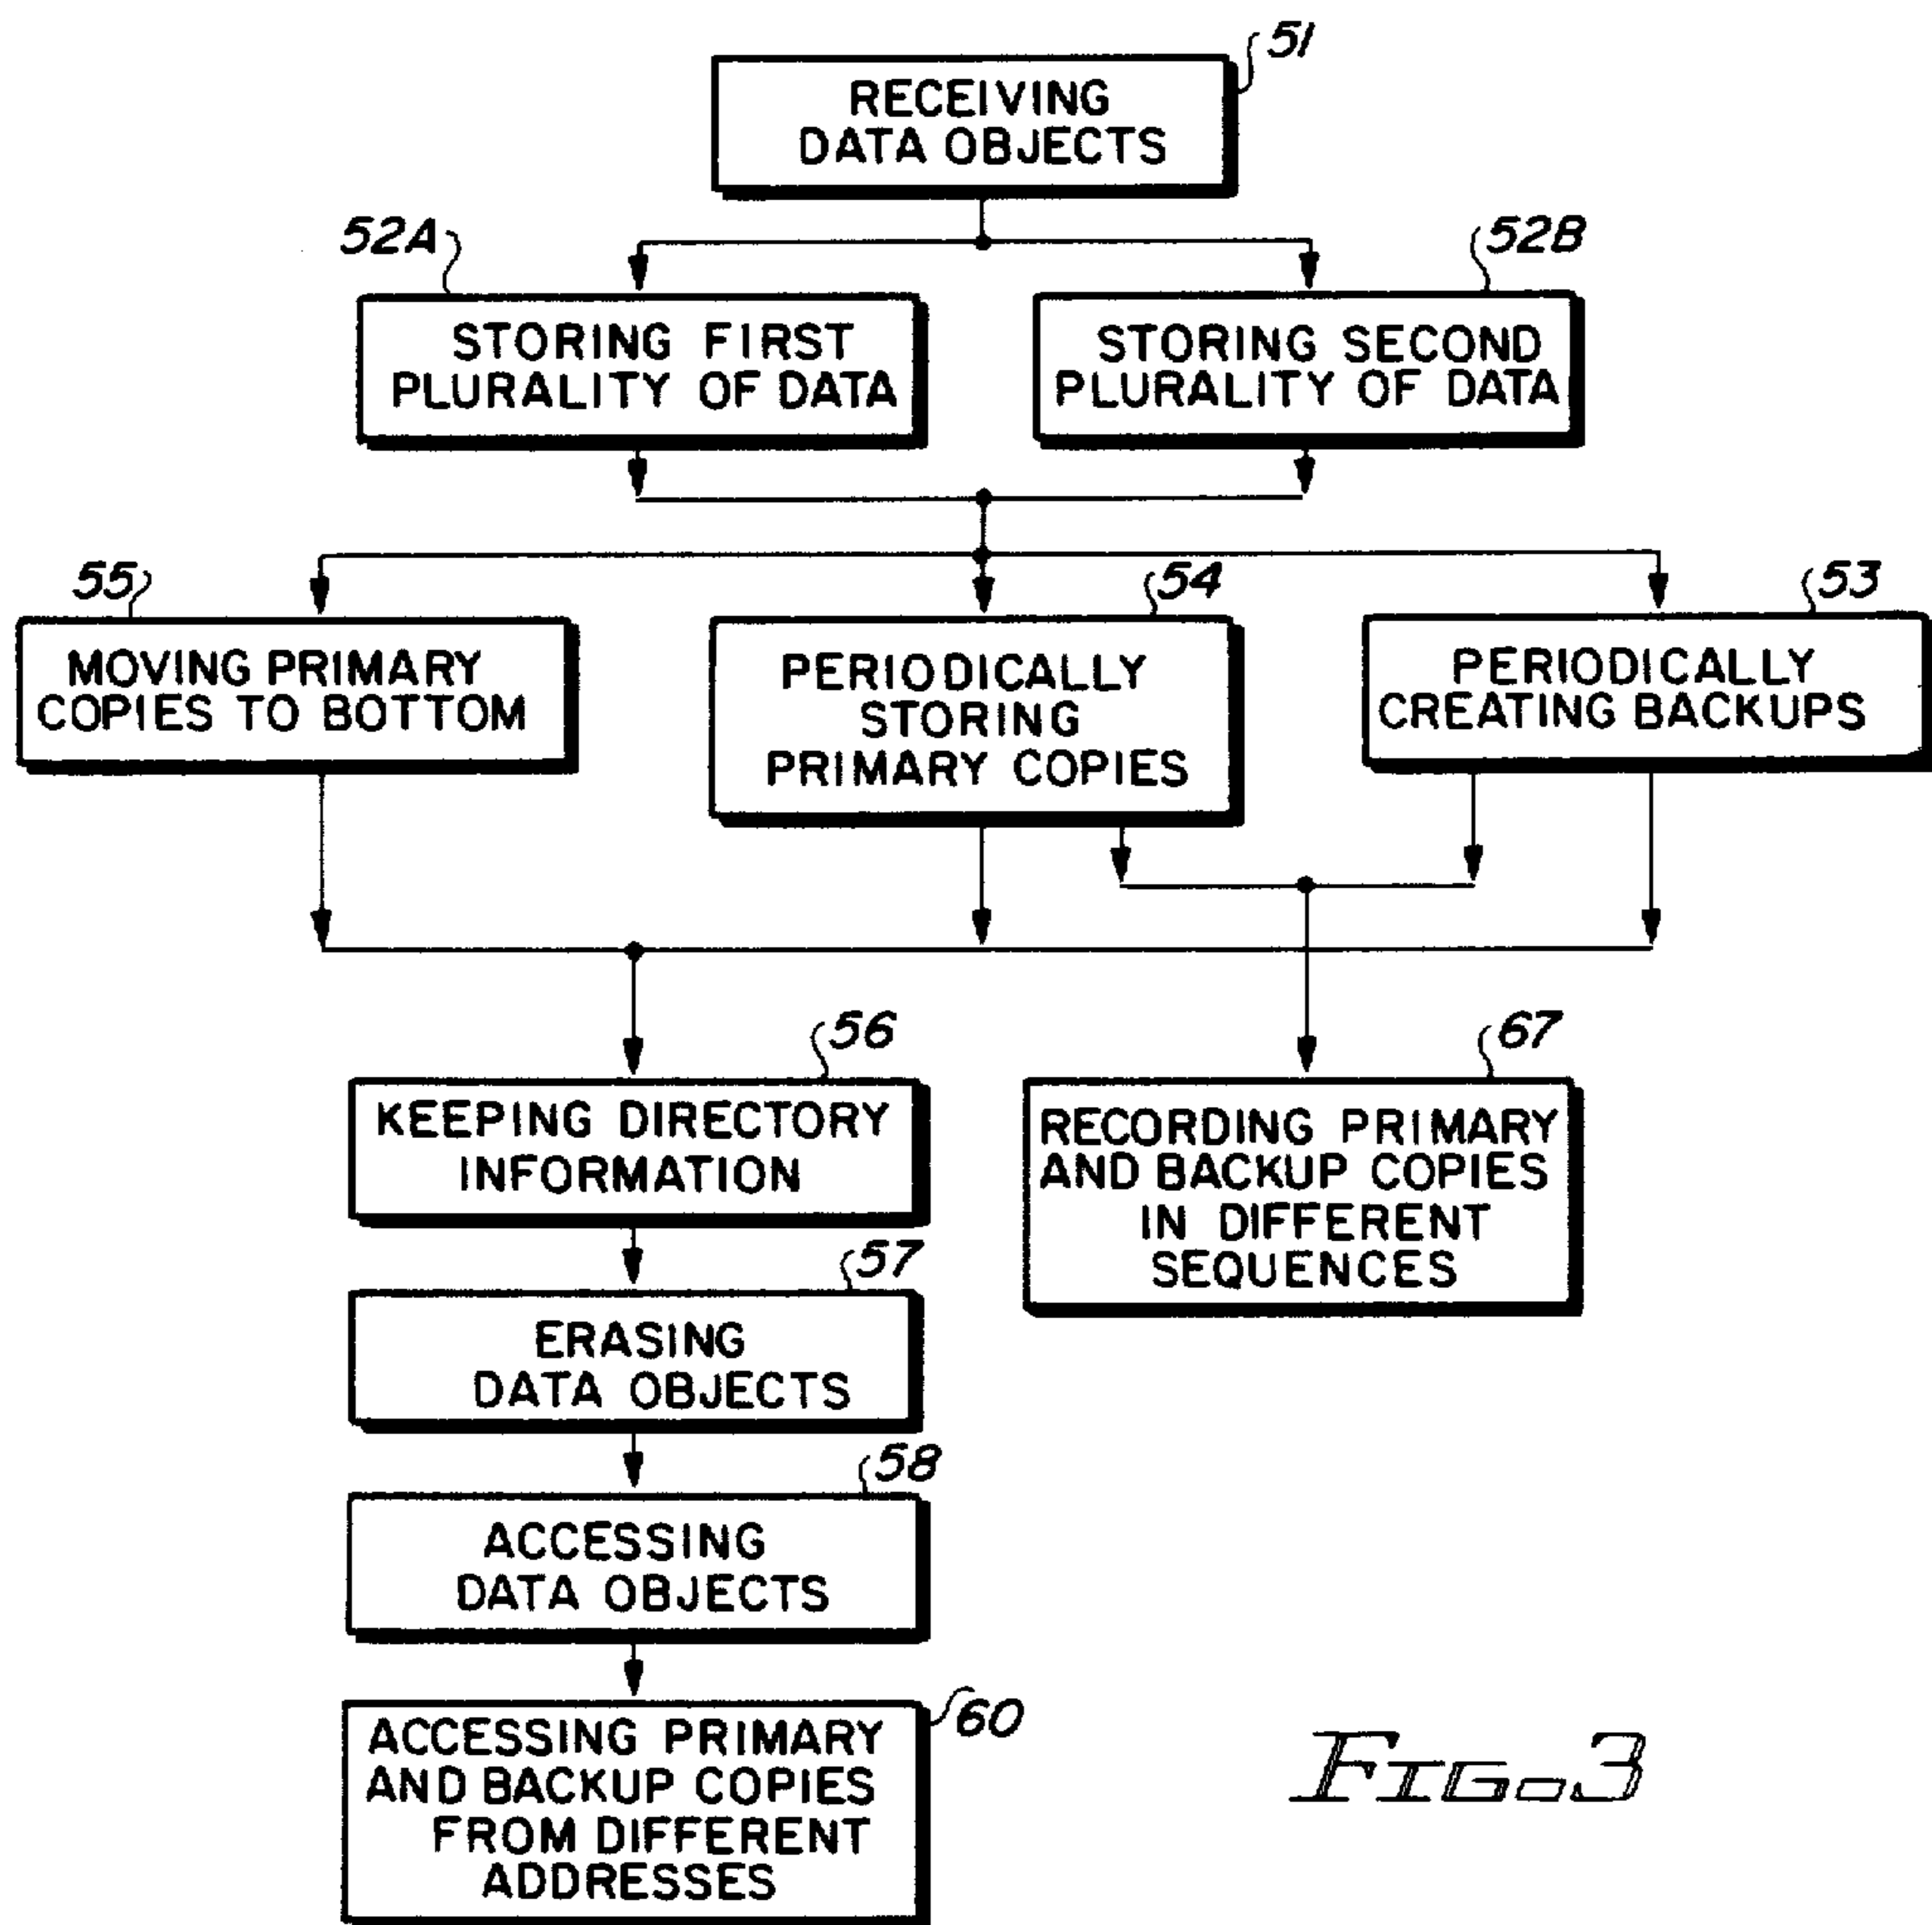 51
RECEIVING
DATA OBJECTS
52A
STORING FIRST
PLURALITY OF DATA
52B
STORING SECOND
PLURALITY OF DATA
55
MOVING PRIMARY
COPIES TO BOTTOM
54
PERIODICALLY
STORING
PRIMARY COPIES
53
PERIODICALLY
CREATING BACKUPS
56
KEEPING DIRECTORY
INFORMATION
67
RECORDING PRIMARY
AND BACKUP COPIES
IN DIFFERENT
SEQUENCES
57
ERASING
DATA OBJECTS
58
ACCESSING
DATA OBJECTS
60
ACCESSING PRIMARY
AND BACKUP COPIES
FROM DIFFERENT
ADDRESSES
FIG. 3